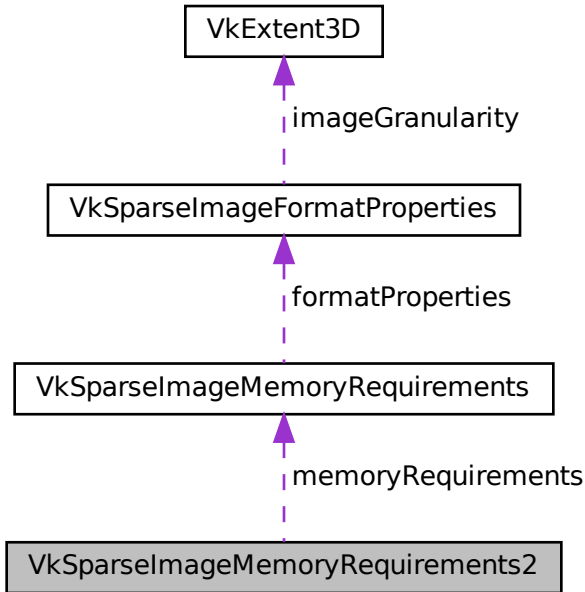 VkExtent3D
imageGranularity
VkSparseImageFormatProperties
formatProperties
VkSparseImageMemoryRequirements
memoryRequirements
VkSparseImageMemoryRequirements2